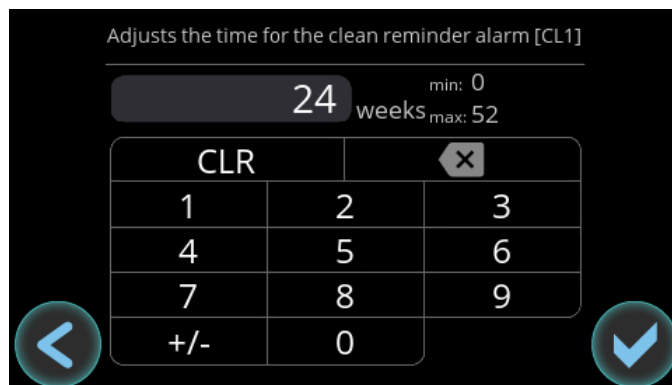 Adjusts the time for the clean reminder alarm [CL1]
24 weeks min: 0
max: 52
CLR
1 2 3
4 5 6
7 8 9
+/- 0